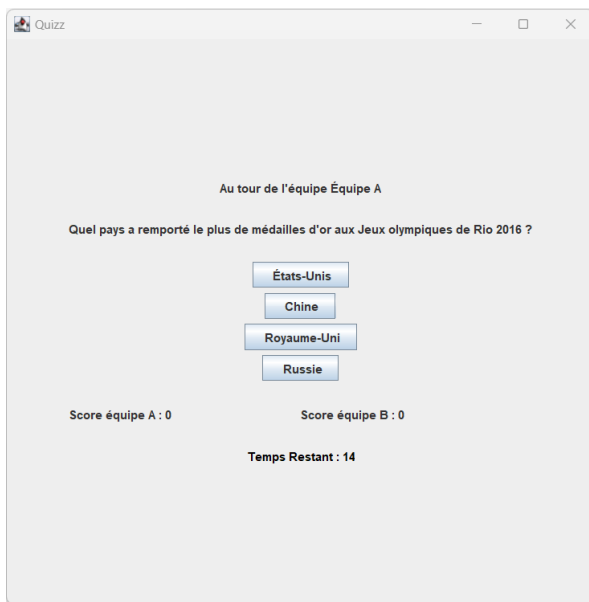 Quizz
Au tour de l'équipe Équipe A
Quel pays a remporté le plus de médailles d'or aux Jeux olympiques de Rio 2016 ?
États-Unis
Chine
Royaume-Uni
Russie
Score équipe A : 0 Score équipe B : 0
Temps Restant : 14